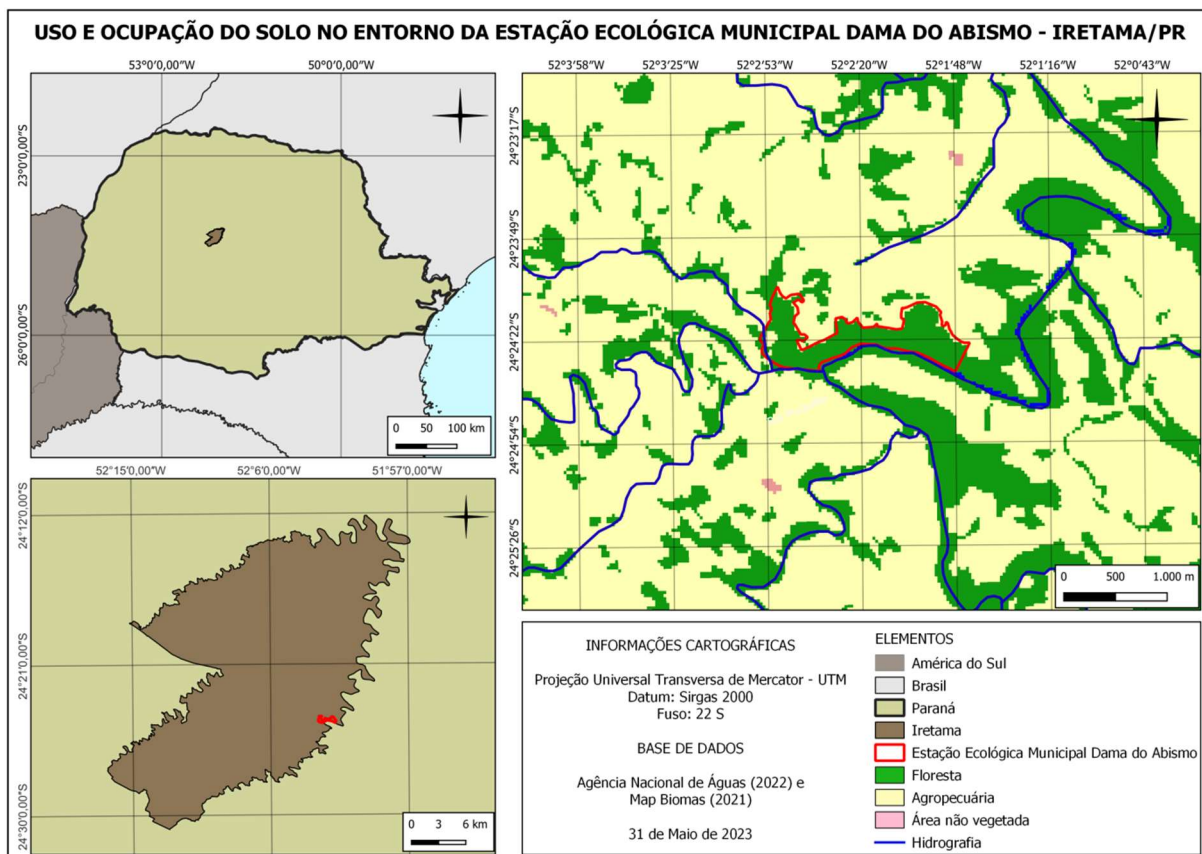 USO E OCUPAÇÃO DO SOLO NO ENTORNO DA ESTAÇÃO ECOLÓGICA MUNICIPAL DAMA DO ABISMO - IRETAMA/PR
53°0'0,00"W 50°0'0,00"W
23°0'0,00"S
26°0'0,00"S
0 50 100 km
52°15'0,00"W 52°6'0,00"W 51°57'0,00"W
24°12'0,00"S
24°21'0,00"S
24°30'0,00"S
0 3 6 km
52°3'58"W 52°3'25"W 52°2'53"W 52°2'20"W 52°1'48"W 52°1'16"W 52°0'43"W
24°23'17"S
24°23'49"S
24°24'22"S
24°24'54"S
24°25'26"S
0 500 1.000 m
INFORMAÇÕES CARTOGRÁFICAS
Projeção Universal Transversa de Mercator - UTM
Datum: Sirgas 2000
Fuso: 22 S
BASE DE DADOS
Agência Nacional de Águas (2022) e
Map Biomas (2021)
31 de Maio de 2023
ELEMENTOS
América do Sul
Brasil
Paraná
Iretama
Estação Ecológica Municipal Dama do Abismo
Floresta
Agropecuária
Área não vegetada
Hidrografia